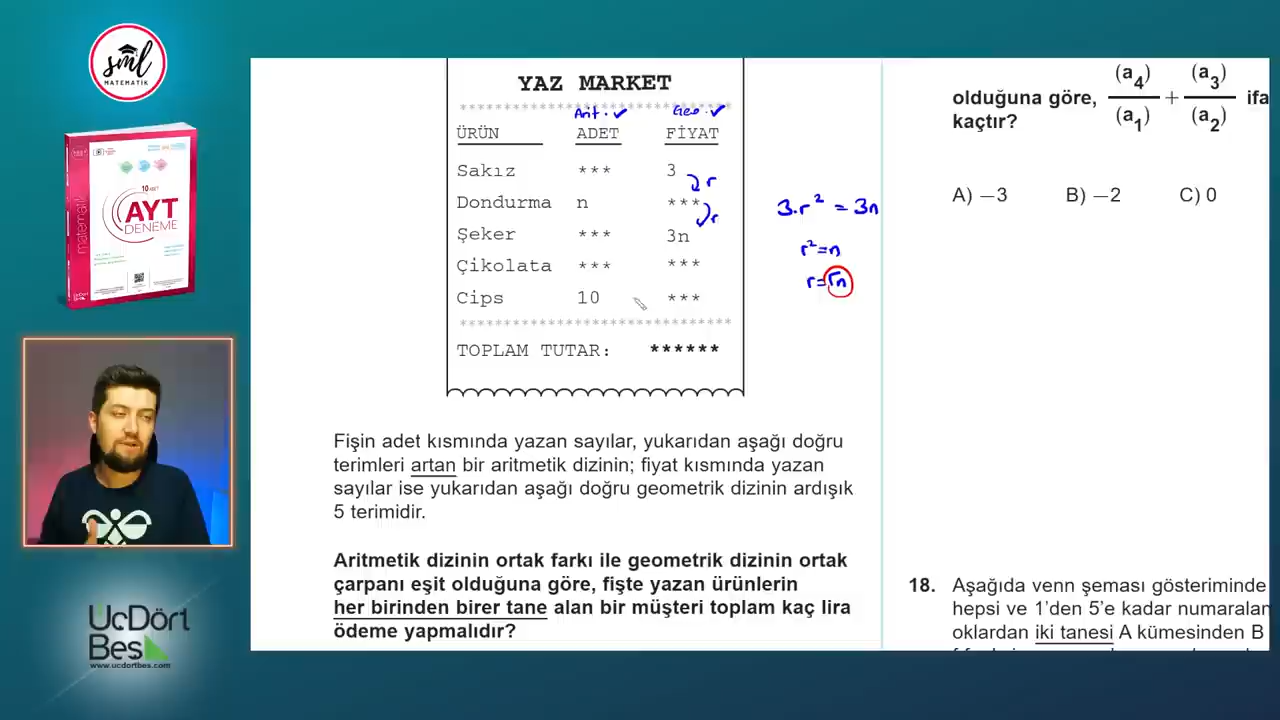 sml
MATEMATİK
matematik
AYT
DENEME
ÜcDört
Bes
www.ucdortbes.com
YAZ MARKET
*********************************
Arit. ✓ Geo. ✓
ÜRÜN ADET FİYAT
Sakız *** 3
r
Dondurma n ***
r
Şeker *** 3n
Çikolata *** ***
Cips 10 ***
*********************************
TOPLAM TUTAR: ******
3.r² = 3n
r²=n
r=√n
Fişin adet kısmında yazan sayılar, yukarıdan aşağı doğru
terimleri artan bir aritmetik dizinin; fiyat kısmında yazan
sayılar ise yukarıdan aşağı doğru geometrik dizinin ardışık
5 terimidir.
Aritmetik dizinin ortak farkı ile geometrik dizinin ortak
çarpanı eşit olduğuna göre, fişte yazan ürünlerin
her birinden birer tane alan bir müşteri toplam kaç lira
ödeme yapmalıdır?
olduğuna göre, (a₄)/(a₁) + (a₃)/(a₂) ifa
kaçtır?
A) −3 B) −2 C) 0
18. Aşağıda venn şeması gösteriminde
hepsi ve 1'den 5'e kadar numaralan
oklardan iki tanesi A kümesinden B